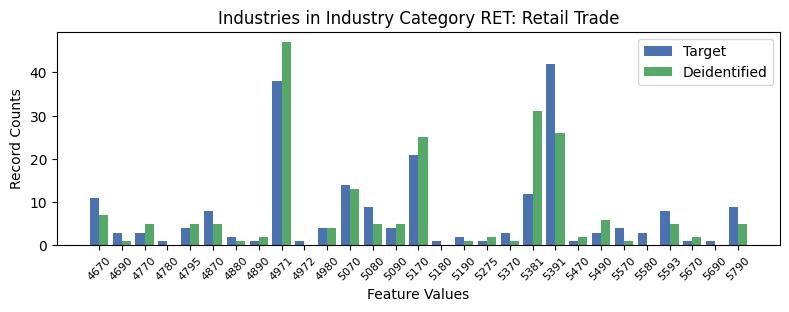 Industries in Industry Category RET: Retail Trade
Target
Deidentified
Record Counts
40
30
20
10
0
4670 4690 4770 4780 4795 4870 4880 4890 4971 4972 4980 5070 5080 5090 5170 5180 5190 5275 5370 5381 5391 5470 5490 5570 5580 5593 5670 5690 5790
Feature Values